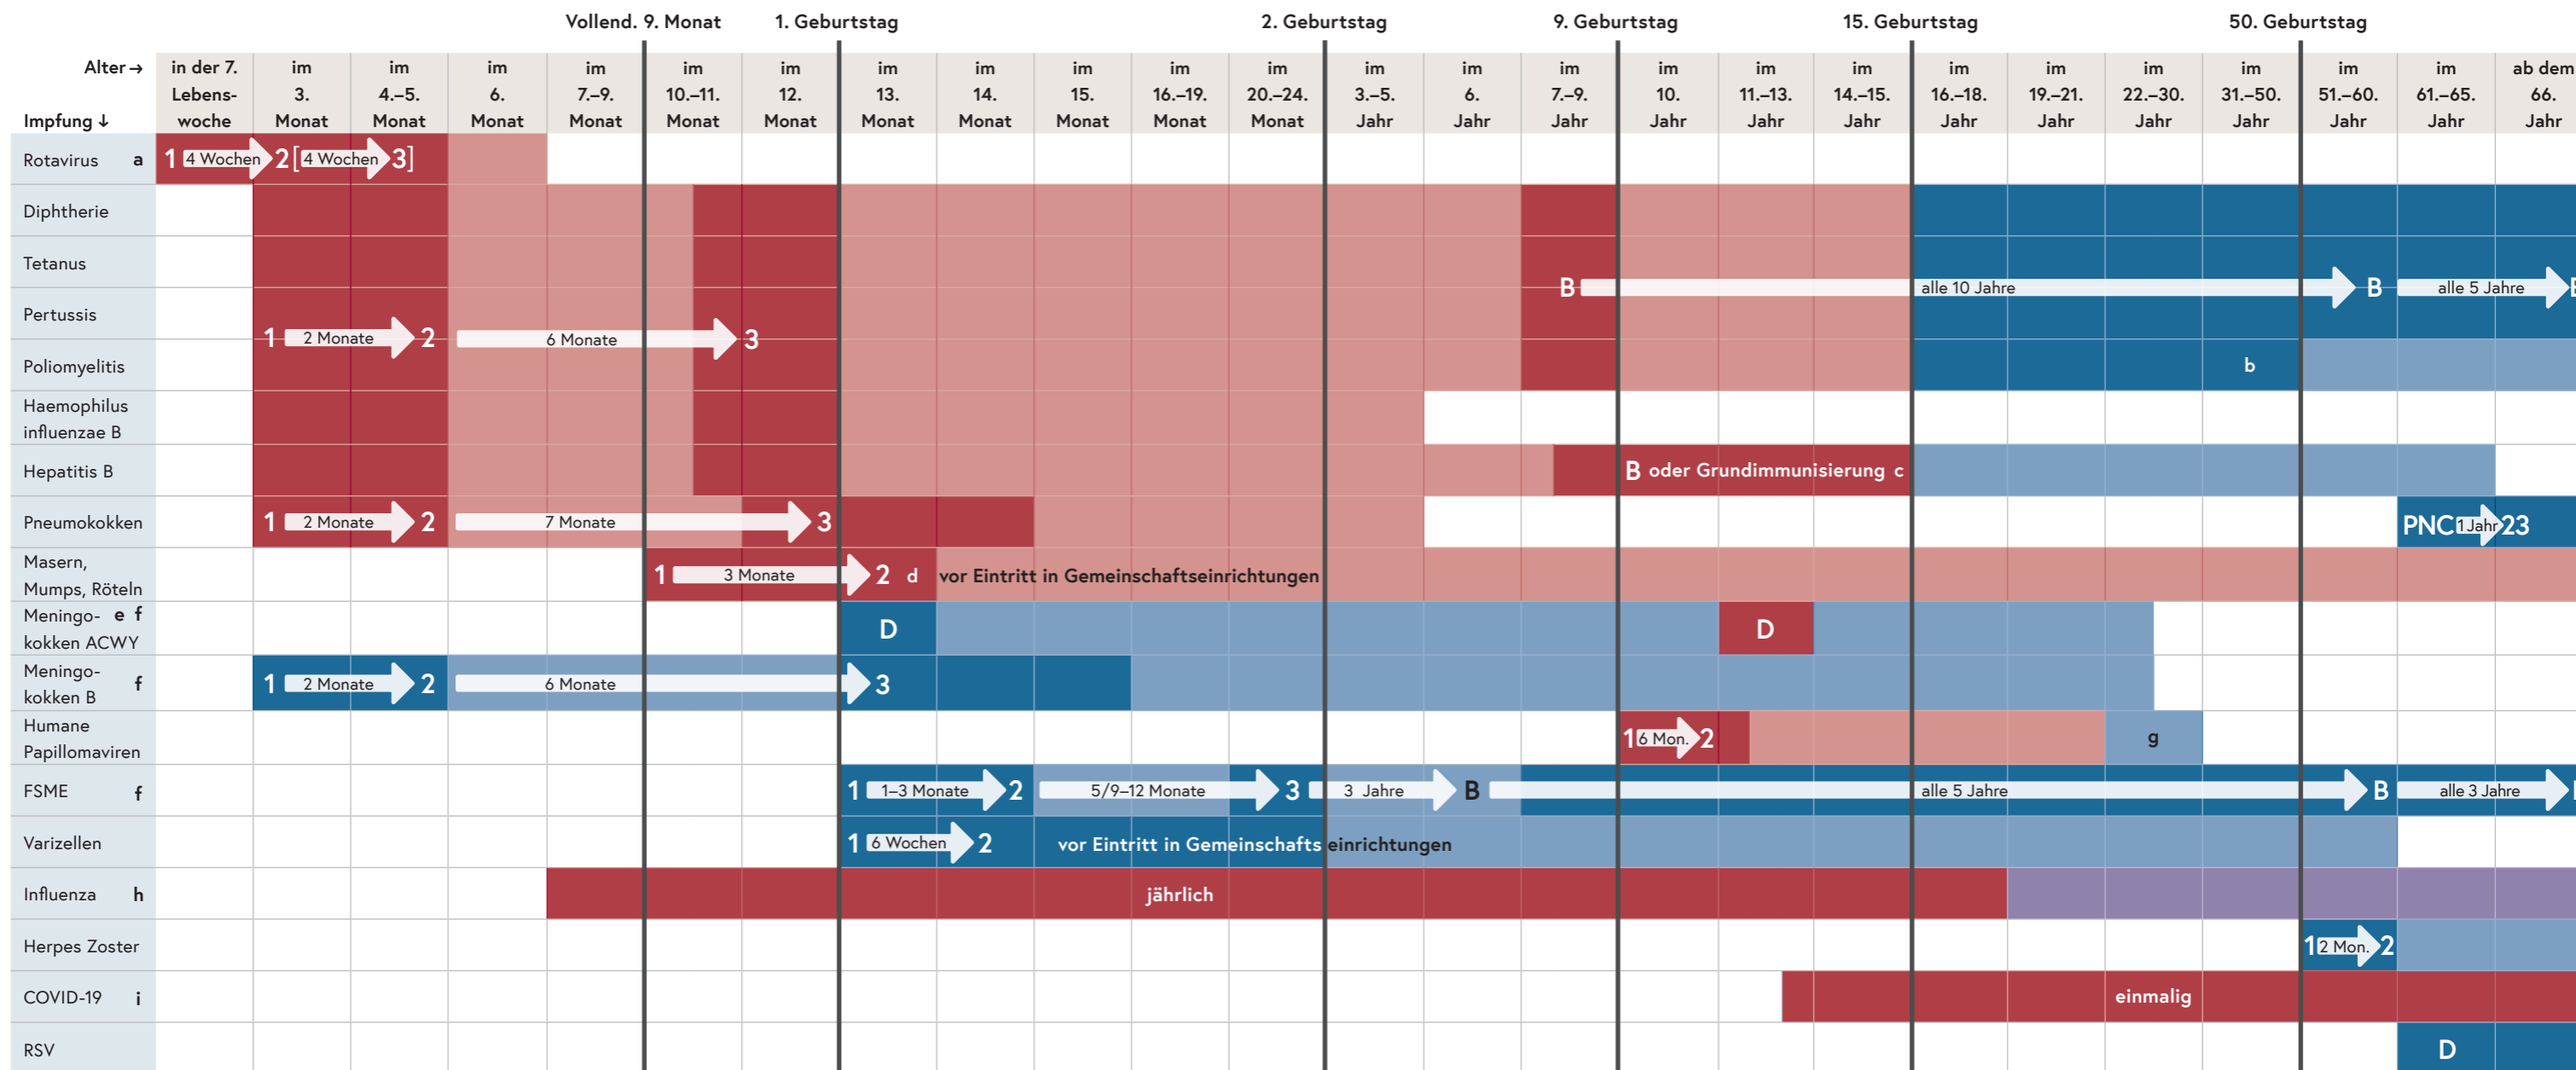 Vollend. 9. Monat 1. Geburtstag 2. Geburtstag 9. Geburtstag 15. Geburtstag 50. Geburtstag
Alter→ in der 7. im im im im im im im im im im im im im im im im im im im im im im im ab dem
Lebens- 3. 4.–5. 6. 7.–9. 10.–11. 12. 13. 14. 15. 16.–19. 20.–24. 3.–5. 6. 7.–9. 10. 11.–13. 14.–15. 16.–18. 19.–21. 22.–30. 31.–50. 51.–60. 61.–65. 66.
Impfung ↓ woche Monat Monat Monat Monat Monat Monat Monat Monat Monat Monat Monat Jahr Jahr Jahr Jahr Jahr Jahr Jahr Jahr Jahr Jahr Jahr Jahr Jahr
Rotavirus a 1 4 Wochen 2 [ 4 Wochen 3]
Diphtherie
Tetanus
B alle 10 Jahre B alle 5 Jahre
Pertussis
1 2 Monate 2 6 Monate 3
Poliomyelitis b
Haemophilus
influenzae B
Hepatitis B B oder Grundimmunisierung c
Pneumokokken 1 2 Monate 2 7 Monate 3 PNC 1 Jahr 23
Masern,
Mumps, Röteln 1 3 Monate 2 d vor Eintritt in Gemeinschaftseinrichtungen
Meningo- e f
kokken ACWY D D
Meningo-
kokken B f 1 2 Monate 2 6 Monate 3
Humane
Papillomaviren 1 6 Mon. 2 g
FSME f 1 1–3 Monate 2 5/9–12 Monate 3 3 Jahre B alle 5 Jahre B alle 3 Jahre
Varizellen 1 6 Wochen 2 vor Eintritt in Gemeinschaftseinrichtungen
Influenza h jährlich
Herpes Zoster 1 2 Mon. 2
COVID-19 i einmalig
RSV D